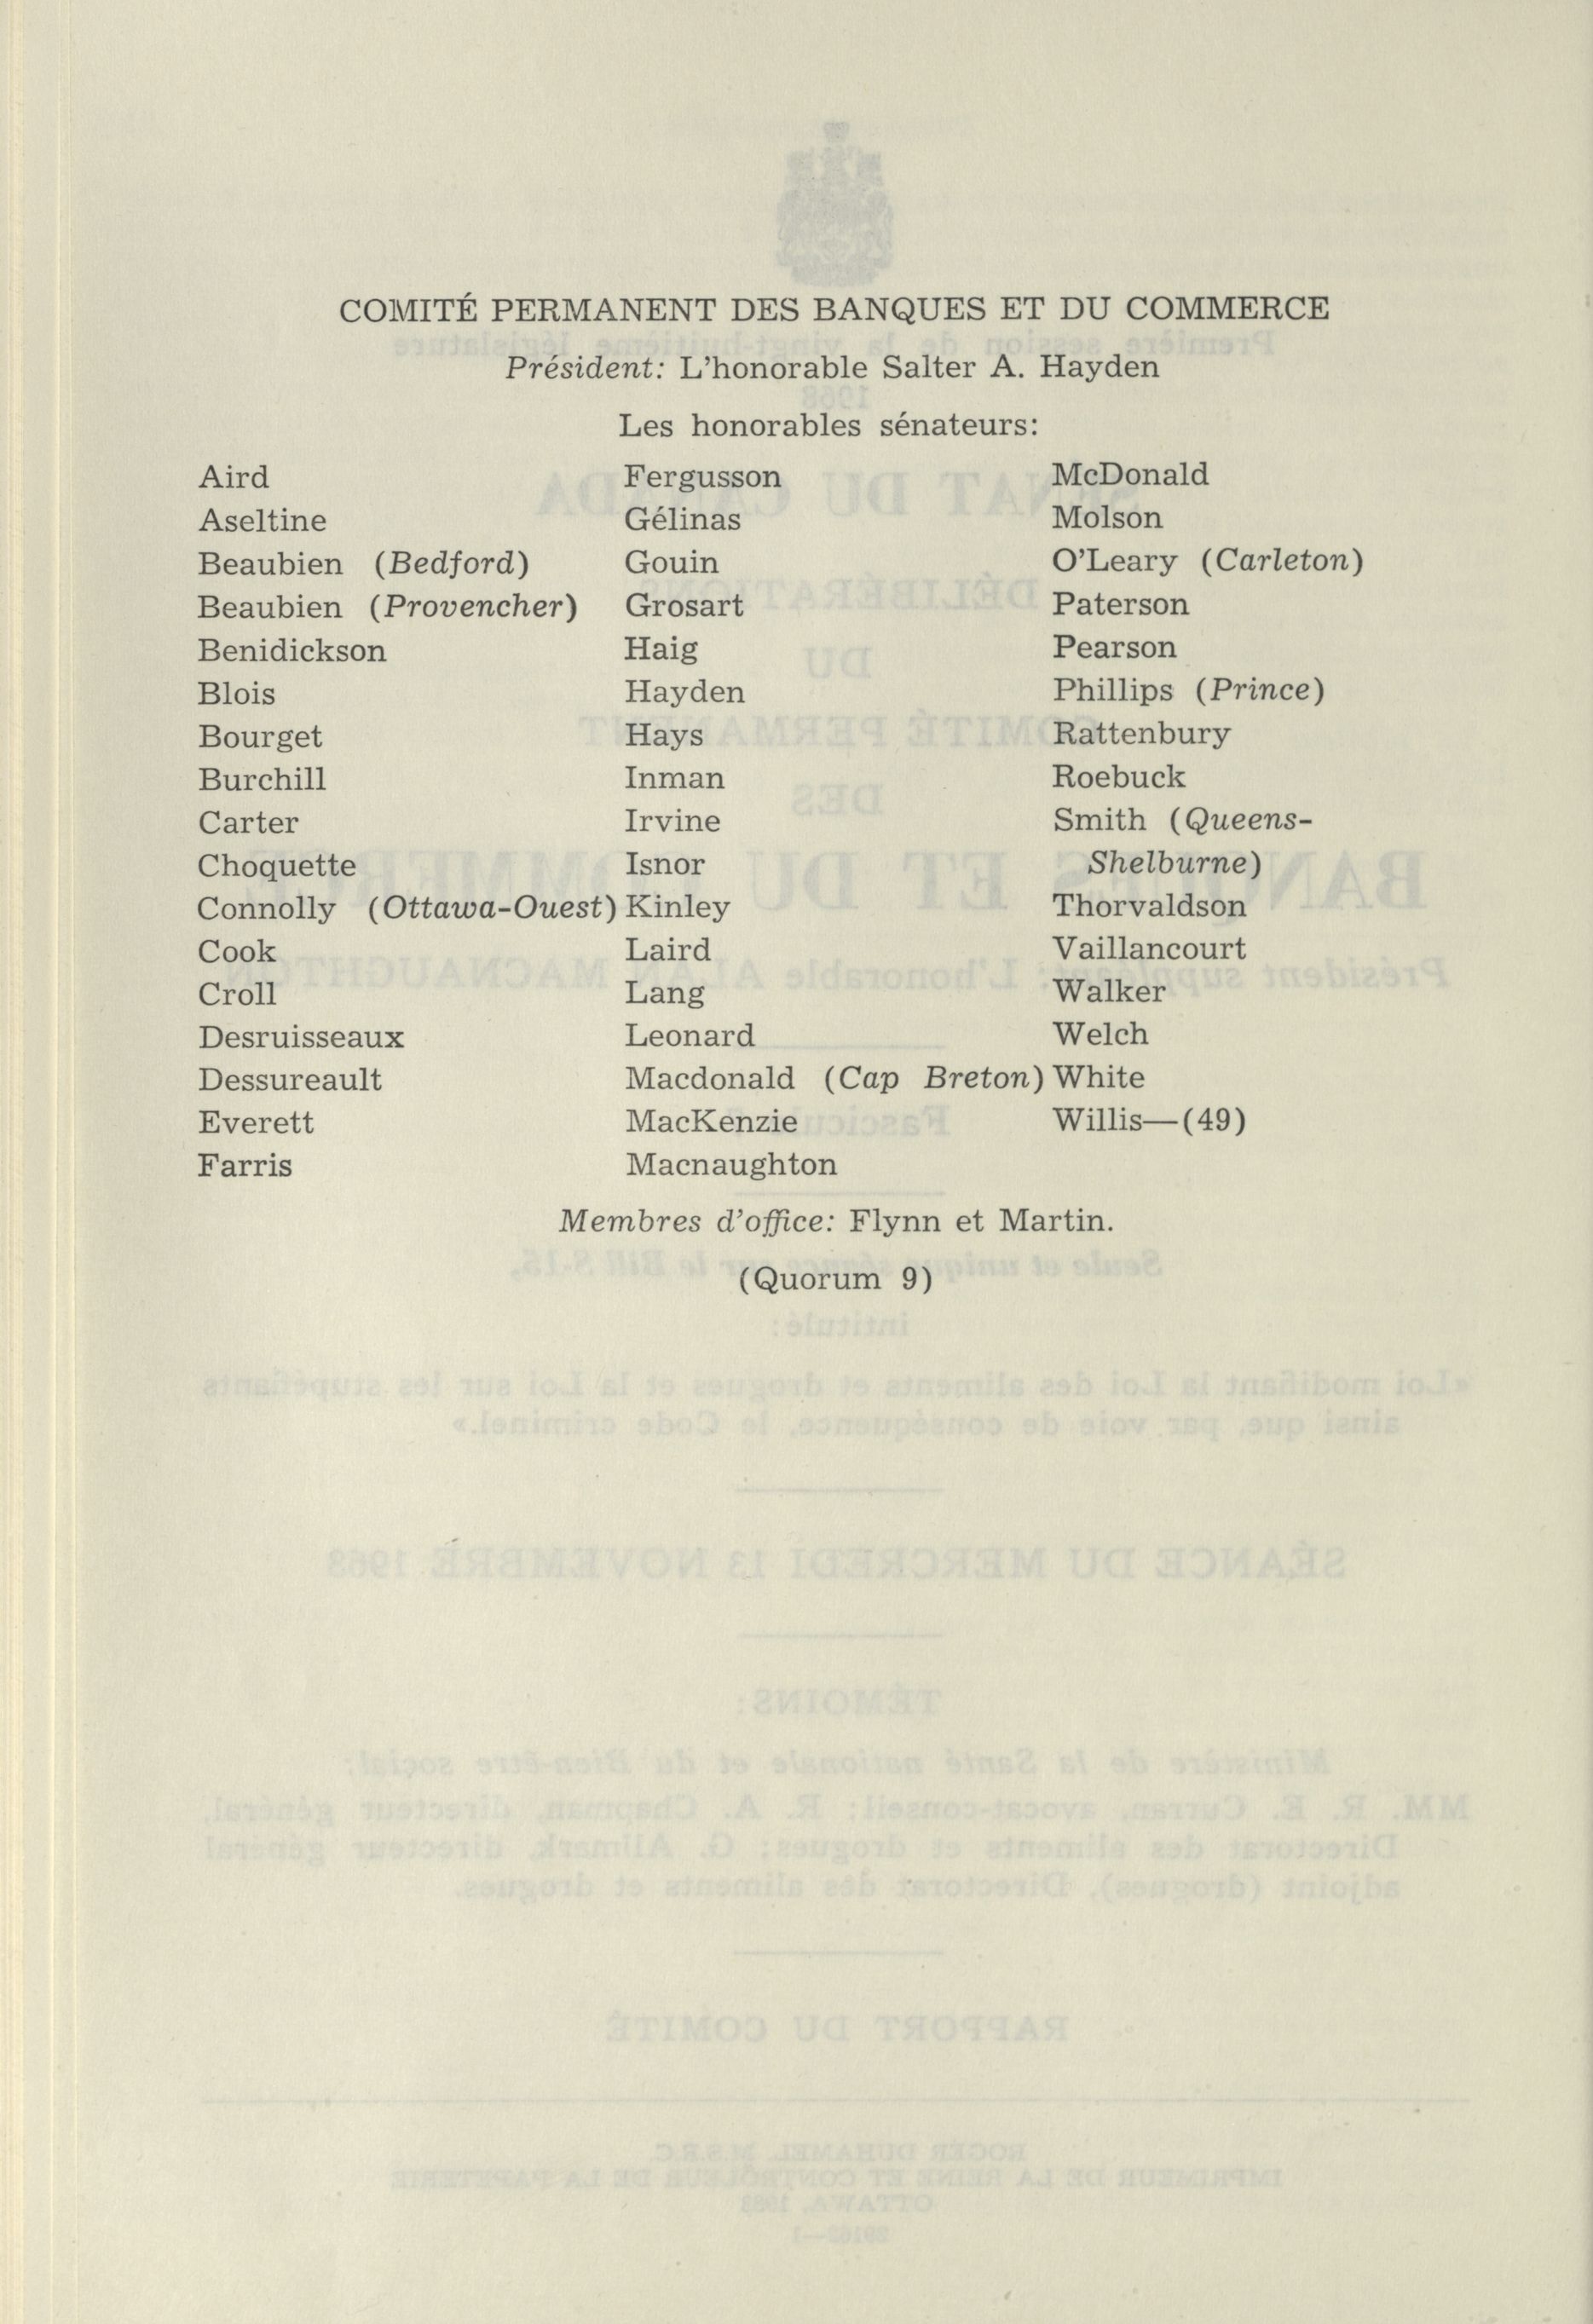 COMITÉ PERMANENT DES BANQUES ET DU COMMERCE
Président: L'honorable Salter A. Hayden
Les honorables sénateurs:
Aird
Aseltine
Beaubien (Bedford)
Beaubien (Provencher)
Benidickson
Blois
Bourget
Burchill
Carter
Choquette
Connolly (Ottawa-Ouest)
Cook
Croll
Desruisseaux
Dessureault
Everett
Farris
Fergusson
Gélinas
Gouin
Grosart
Haig
Hayden
Hays
Inman
Irvine
Isnor
Kinley
Laird
Lang
Leonard
Macdonald (Cap Breton)
MacKenzie
Macnaughton
McDonald
Molson
O'Leary (Carleton)
Paterson
Pearson
Phillips (Prince)
Rattenbury
Roebuck
Smith (Queens-
Shelburne)
Thorvaldson
Vaillancourt
Walker
Welch
White
Willis—(49)
Membres d'office: Flynn et Martin.
(Quorum 9)